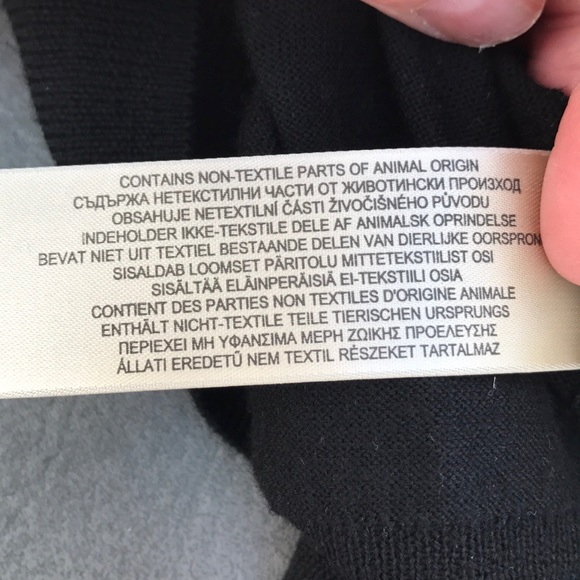 CONTAINS NON-TEXTILE PARTS OF ANIMAL ORIGIN
СЪДЪРЖА НЕТЕКСТИЛНИ ЧАСТИ ОТ ЖИВОТИНСКИ ПРОИЗХОД
OBSAHUJE NETEXTILNÍ ČÁSTI ŽIVOČIŠNÉHO PŮVODU
INDEHOLDER IKKE-TEKSTILE DELE AF ANIMALSK OPRINDELSE
BEVAT NIET UIT TEXTIEL BESTAANDE DELEN VAN DIERLIJKE OORSPRON
SISALDAB LOOMSET PÄRITOLU MITTETEKSTIILIST OSI
SISÄLTÄÄ ELÄINPERÄISIÄ EI-TEKSTIILI OSIA
CONTIENT DES PARTIES NON TEXTILES D'ORIGINE ANIMALE
ENTHÄLT NICHT-TEXTILE TEILE TIERISCHEN URSPRUNGS
ΠΕΡΙΕΧΕΙ ΜΗ ΥΦΑΝΣΙΜΑ ΜΕΡΗ ΖΩΙΚΗΣ ΠΡΟΕΛΕΥΣΗΣ
ÁLLATI EREDETŰ NEM TEXTIL RÉSZEKET TARTALMAZ